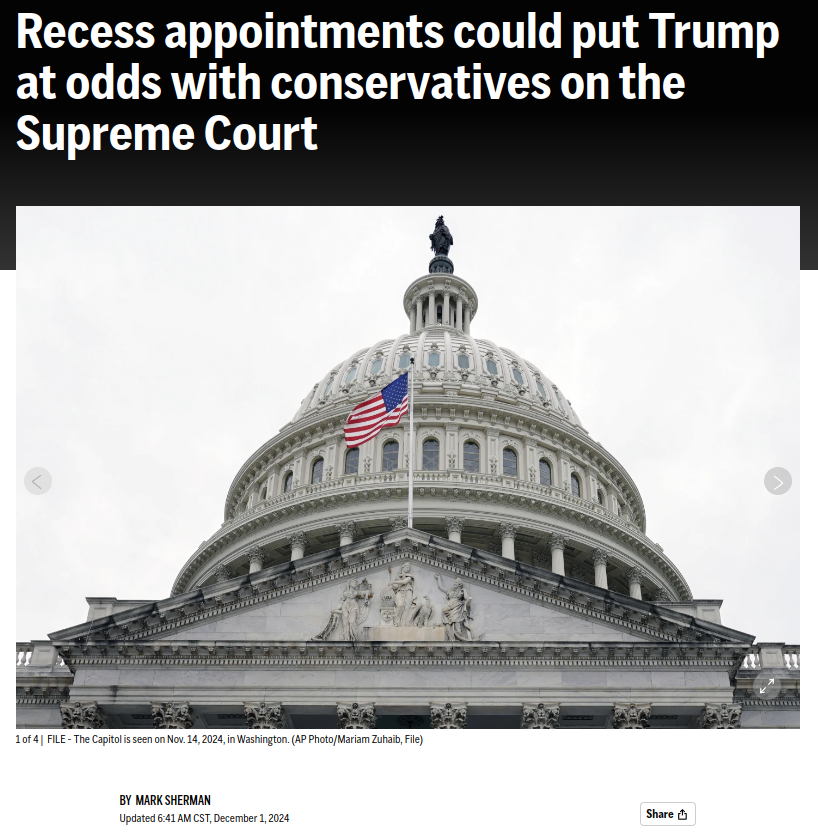 Recess appointments could put Trump
at odds with conservatives on the
Supreme Court
1 of 4 | FILE - The Capitol is seen on Nov. 14, 2024, in Washington. (AP Photo/Mariam Zuhaib, File)
BY MARK SHERMAN
Updated 6:41 AM CST, December 1, 2024
Share